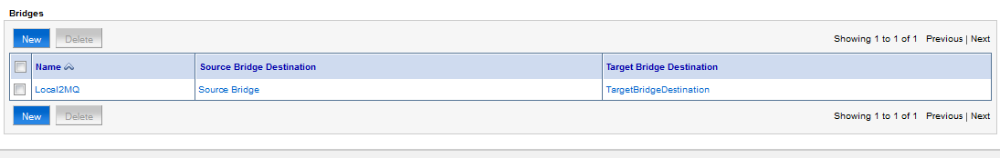 Bridges
New Delete Showing 1 to 1 of 1 Previous | Next
Name Source Bridge Destination Target Bridge Destination
Local2MQ Source Bridge TargetBridgeDestination
New Delete Showing 1 to 1 of 1 Previous | Next